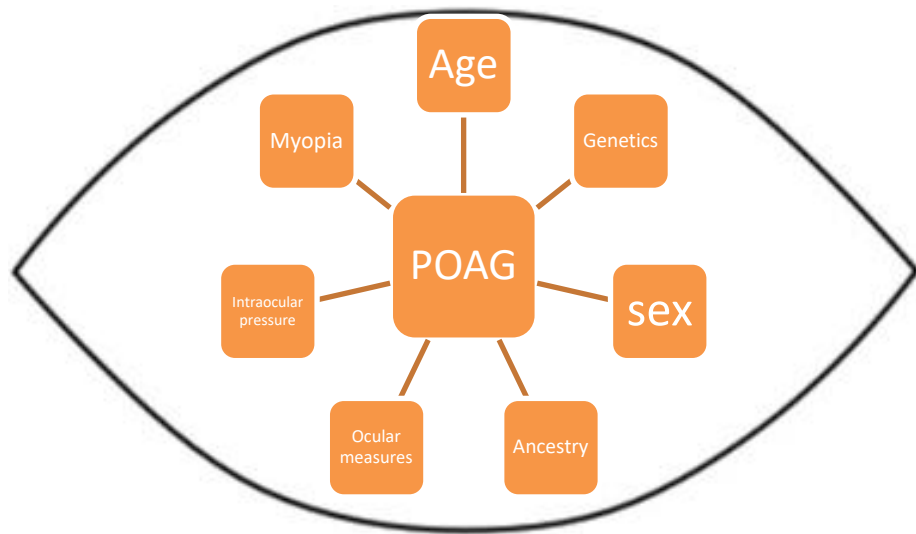 Age
Myopia
Genetics
POAG
Intraocular
pressure
sex
Ocular
measures
Ancestry